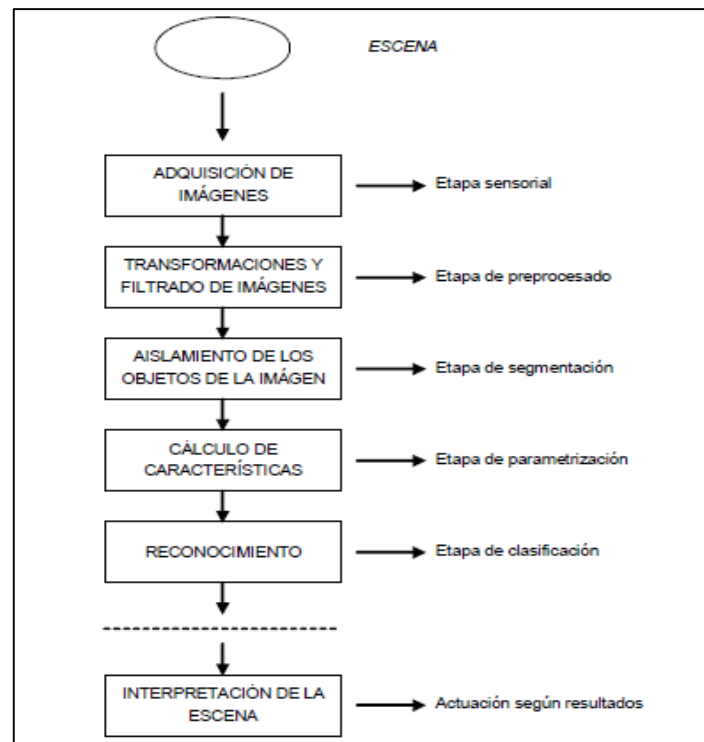 ESCENA
ADQUISICIÓN DE
IMÁGENES
Etapa sensorial
TRANSFORMACIONES Y
FILTRADO DE IMÁGENES
Etapa de preprocesado
AISLAMIENTO DE LOS
OBJETOS DE LA IMÁGEN
Etapa de segmentación
CÁLCULO DE
CARACTERÍSTICAS
Etapa de parametrización
RECONOCIMIENTO
Etapa de clasificación
INTERPRETACIÓN DE LA
ESCENA
Actuación según resultados